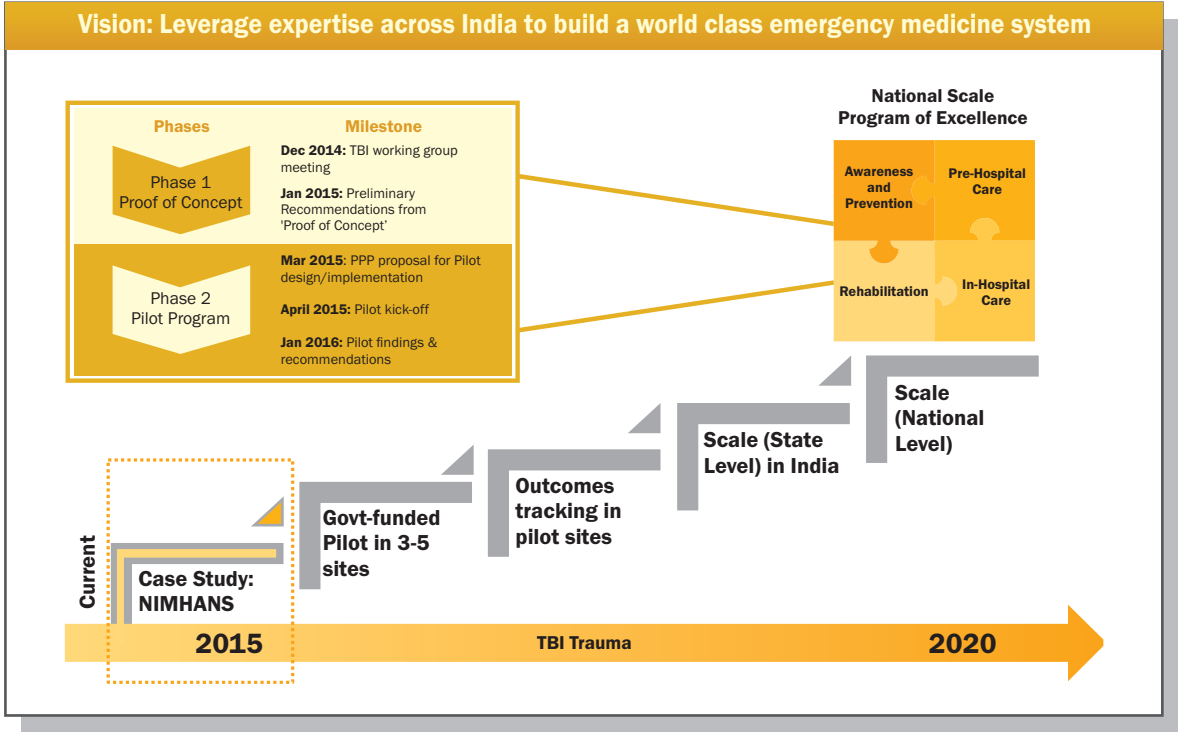 Vision: Leverage expertise across India to build a world class emergency medicine system
Phases
Milestone
Phase 1
Proof of Concept
Dec 2014: TBI working group
meeting
Jan 2015: Preliminary
Recommendations from
'Proof of Concept’
Phase 2
Pilot Program
Mar 2015: PPP proposal for Pilot
design/implementation
April 2015: Pilot kick-off
Jan 2016: Pilot findings &
recommendations
National Scale
Program of Excellence
Awareness
and
Prevention
Pre-Hospital
Care
Rehabilitation
In-Hospital
Care
Current
Case Study:
NIMHANS
Govt-funded
Pilot in 3-5
sites
Outcomes
tracking in
pilot sites
Scale (State
Level) in India
Scale
(National
Level)
2015
TBI Trauma
2020